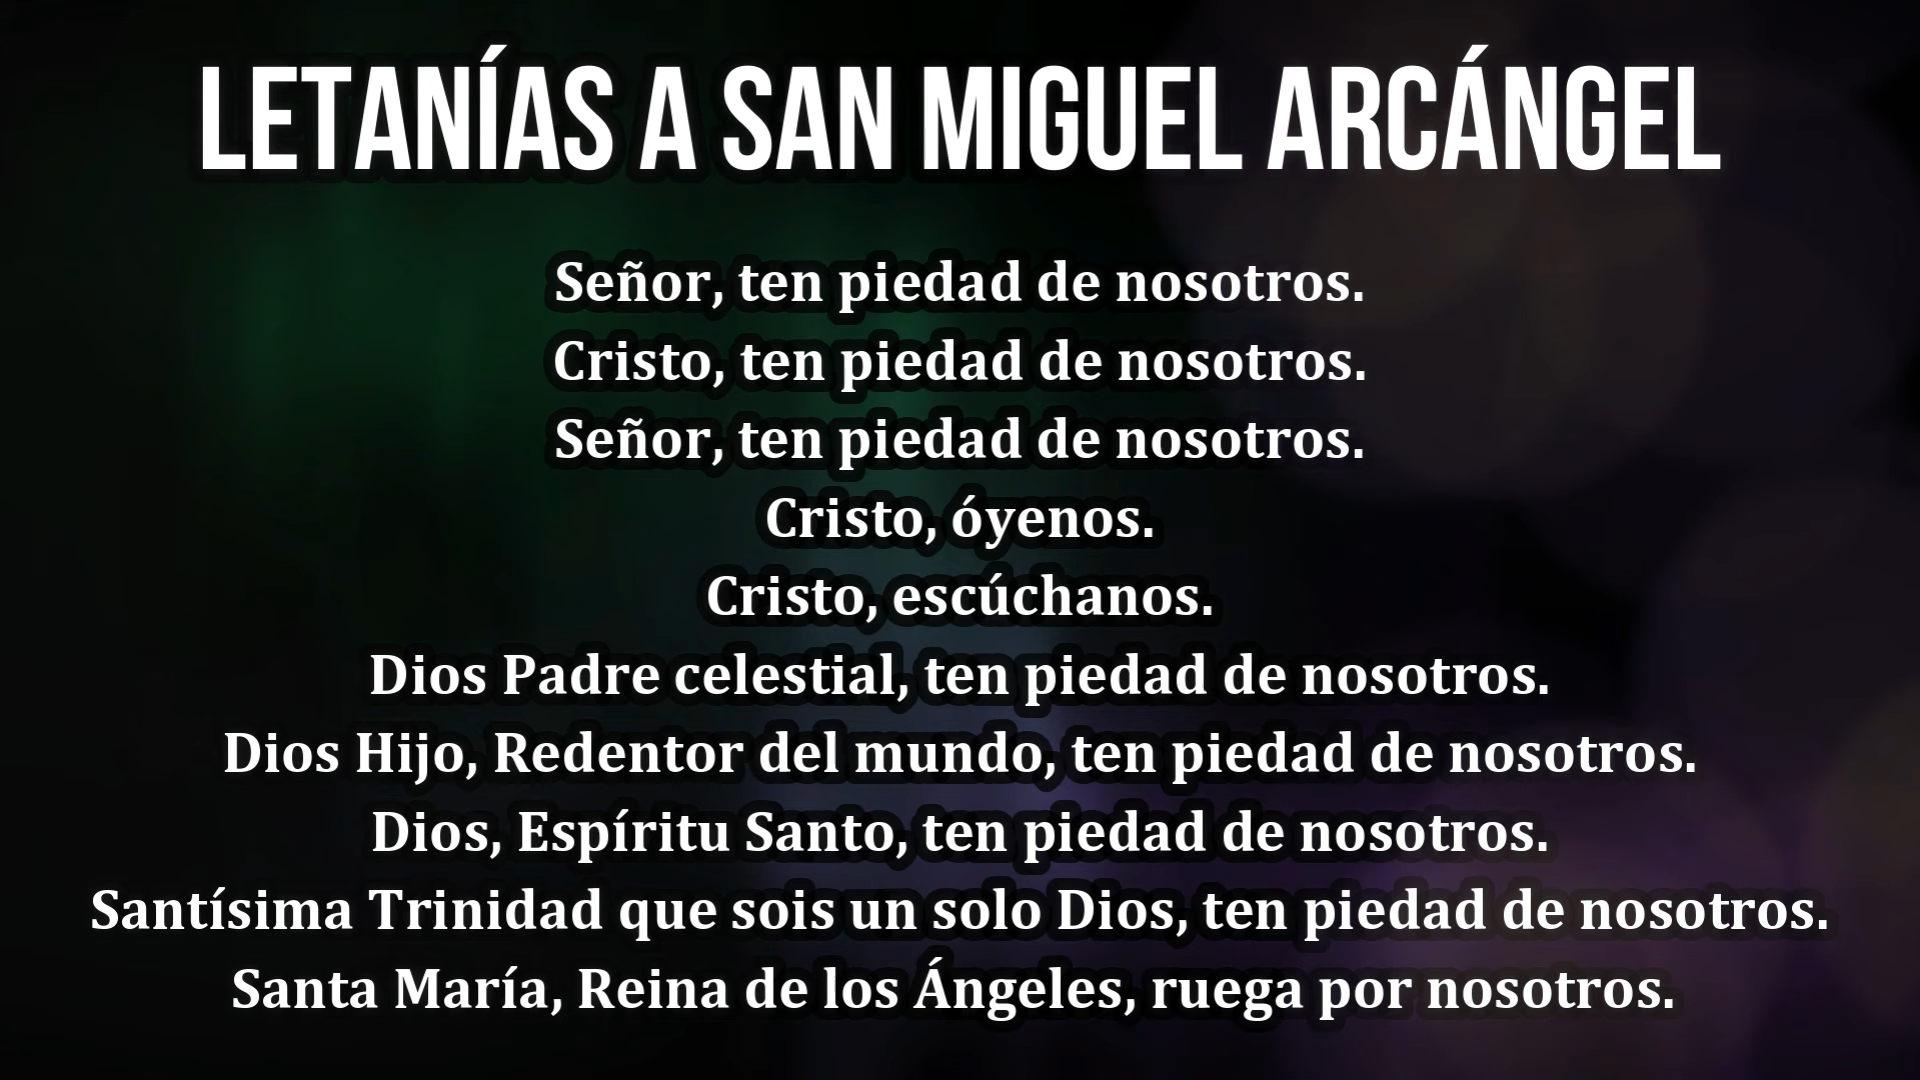 LETANÍAS A SAN MIGUEL ARCÁNGEL
Señor, ten piedad de nosotros.
Cristo, ten piedad de nosotros.
Señor, ten piedad de nosotros.
Cristo, óyenos.
Cristo, escúchanos.
Dios Padre celestial, ten piedad de nosotros.
Dios Hijo, Redentor del mundo, ten piedad de nosotros.
Dios, Espíritu Santo, ten piedad de nosotros.
Santísima Trinidad que sois un solo Dios, ten piedad de nosotros.
Santa María, Reina de los Ángeles, ruega por nosotros.